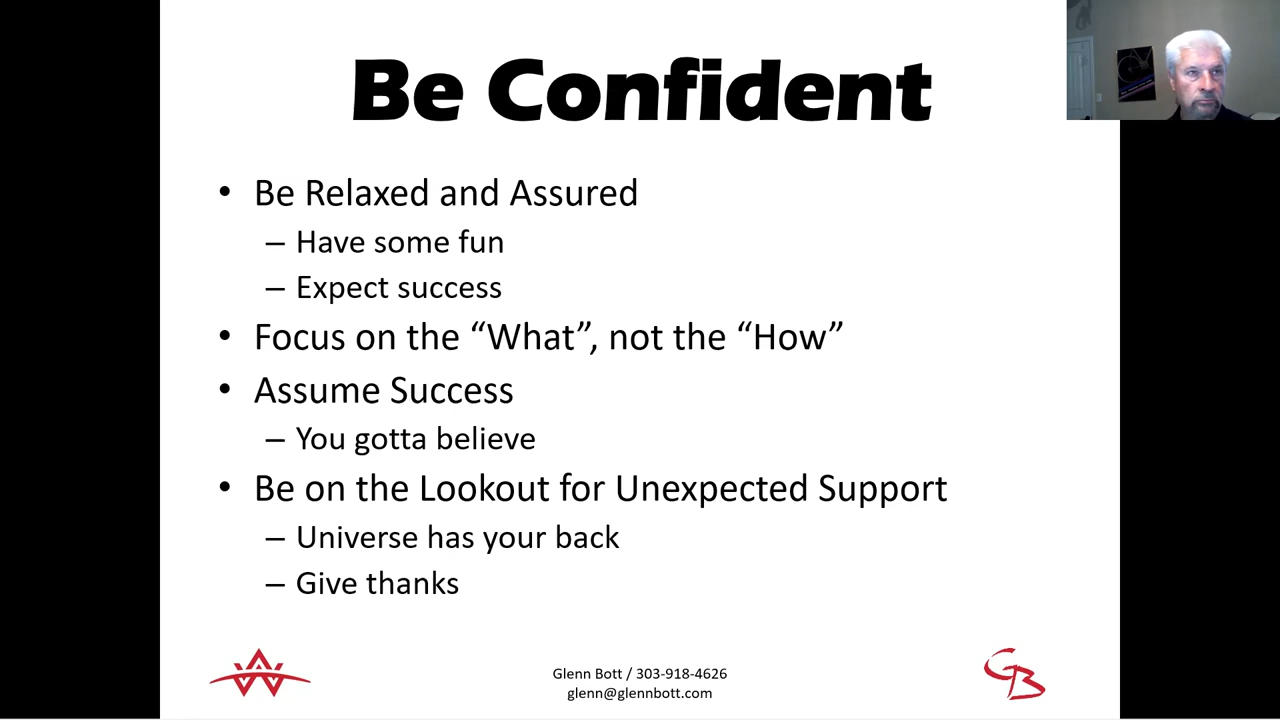 Be Confident
• Be Relaxed and Assured
– Have some fun
– Expect success
• Focus on the “What”, not the “How”
• Assume Success
– You gotta believe
• Be on the Lookout for Unexpected Support
– Universe has your back
– Give thanks
Glenn Bott / 303-918-4626
glenn@glennbott.com
GB